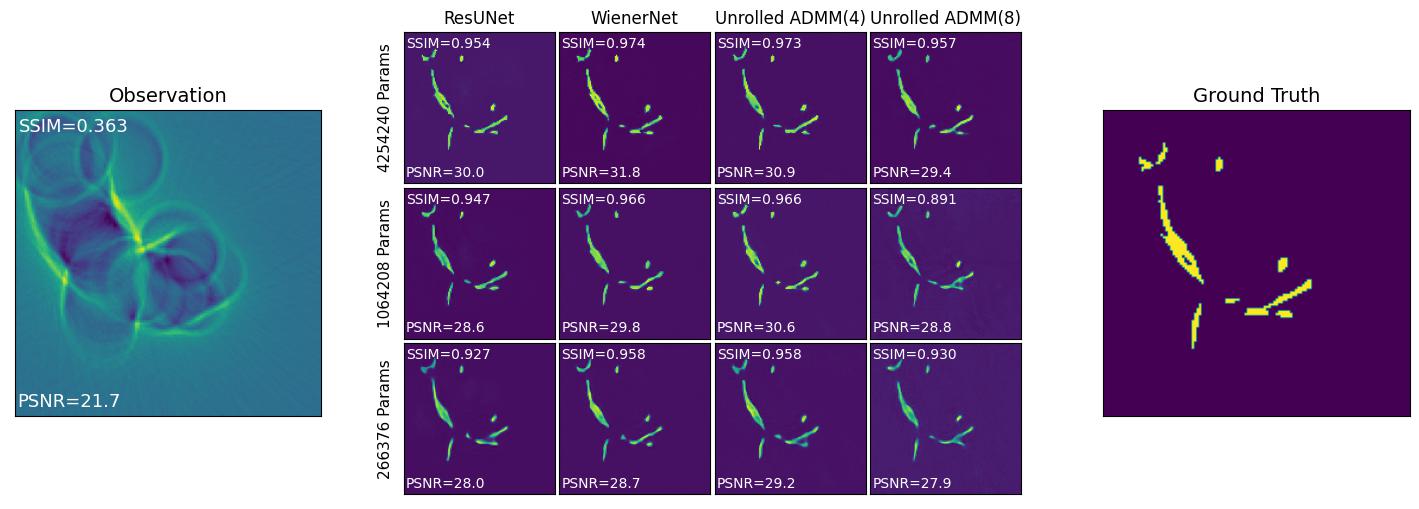 ResUNet
WienerNet
Unrolled ADMM(4)
Unrolled ADMM(8)
Observation
SSIM=0.363
PSNR=21.7
4254240 Params
SSIM=0.954
PSNR=30.0
SSIM=0.974
PSNR=31.8
SSIM=0.973
PSNR=30.9
SSIM=0.957
PSNR=29.4
1064208 Params
SSIM=0.947
PSNR=28.6
SSIM=0.966
PSNR=29.8
SSIM=0.966
PSNR=30.6
SSIM=0.891
PSNR=28.8
266376 Params
SSIM=0.927
PSNR=28.0
SSIM=0.958
PSNR=28.7
SSIM=0.958
PSNR=29.2
SSIM=0.930
PSNR=27.9
Ground Truth